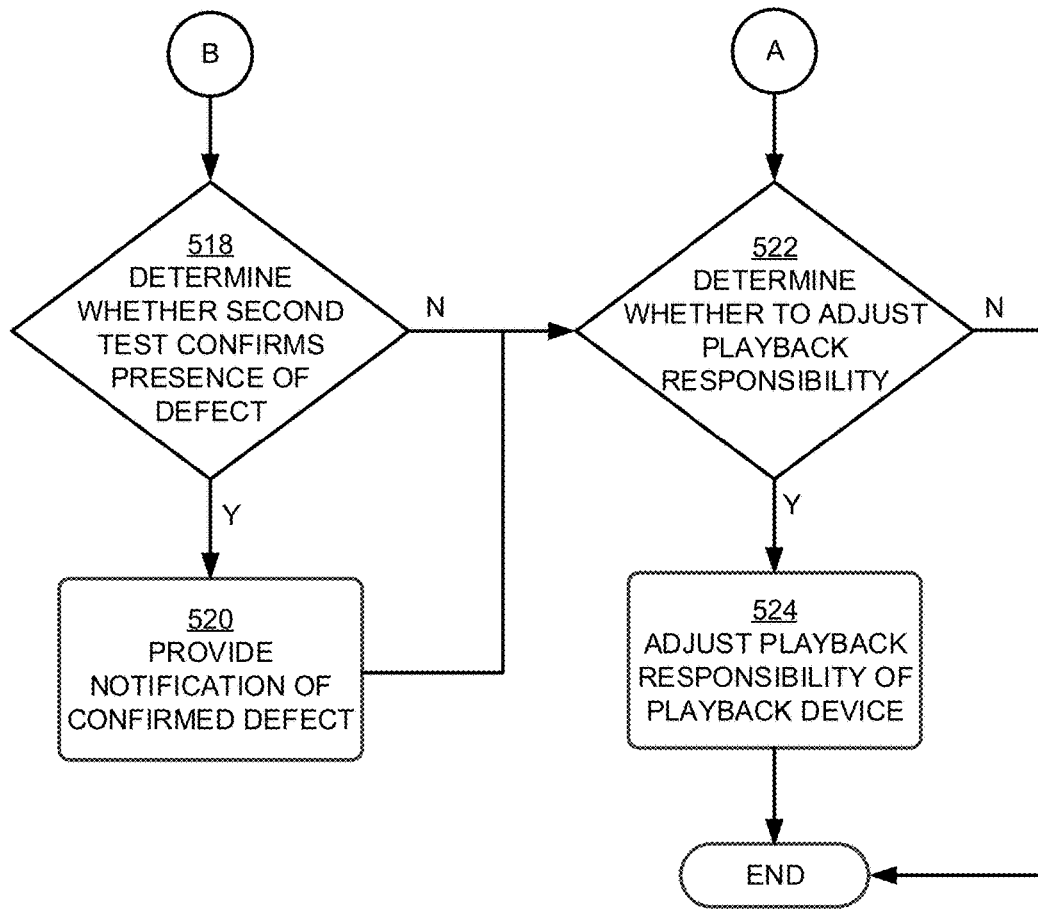 B
518
DETERMINE
WHETHER SECOND
TEST CONFIRMS
PRESENCE OF
DEFECT
N
Y
520
PROVIDE
NOTIFICATION OF
CONFIRMED DEFECT
A
522
DETERMINE
WHETHER TO ADJUST
PLAYBACK
RESPONSIBILITY
N
Y
524
ADJUST PLAYBACK
RESPONSIBILITY OF
PLAYBACK DEVICE
END